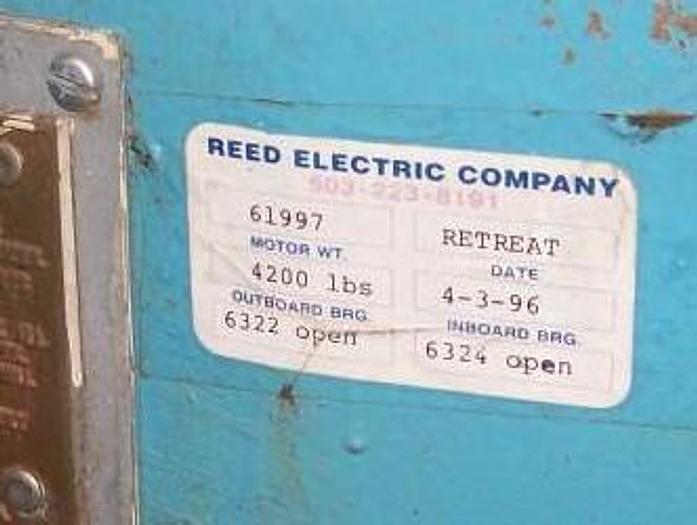 REED ELECTRIC COMPANY
503-223-8191
61997 RETREAT
MOTOR WT. DATE
4200 lbs 4-3-96
OUTBOARD BRG. INBOARD BRG.
6322 open 6324 open